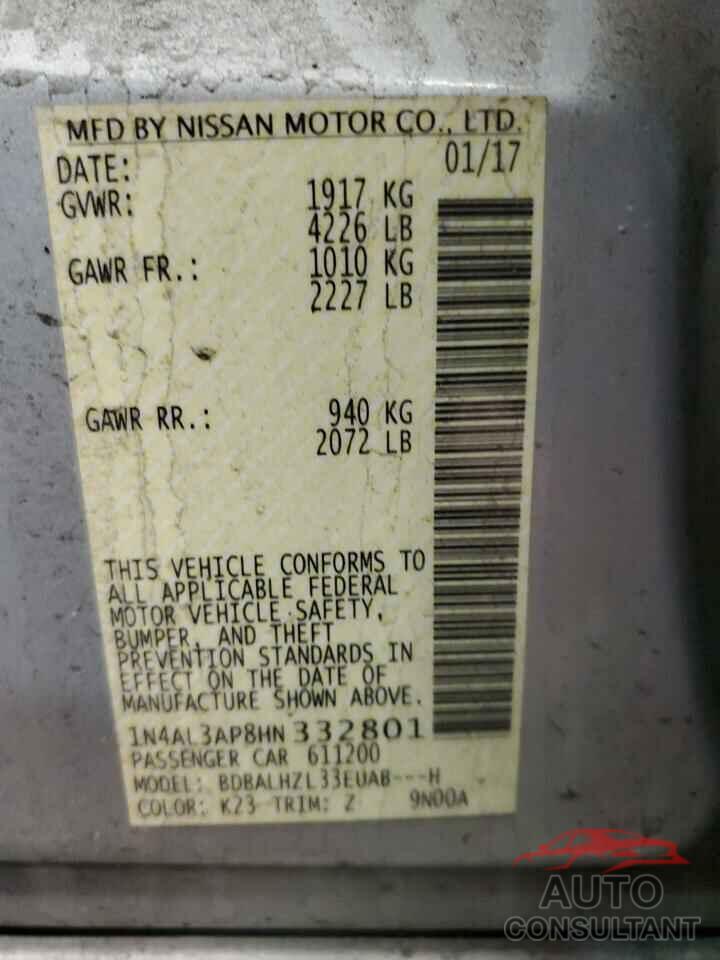 MFD BY NISSAN MOTOR CO., LTD.
DATE: 01/17
GVWR: 1917 KG
4226 LB
GAWR FR.: 1010 KG
2227 LB
GAWR RR.: 940 KG
2072 LB
THIS VEHICLE CONFORMS TO
ALL APPLICABLE FEDERAL
MOTOR VEHICLE SAFETY,
BUMPER, AND THEFT
PREVENTION STANDARDS IN
EFFECT ON THE DATE OF
MANUFACTURE SHOWN ABOVE.
1N4AL3AP8HN 332801
PASSENGER CAR 611200
MODEL: BDBALHZL33EUAB---H
COLOR: K23 TRIM: Z 9N00A
AUTO
CONSULTANT